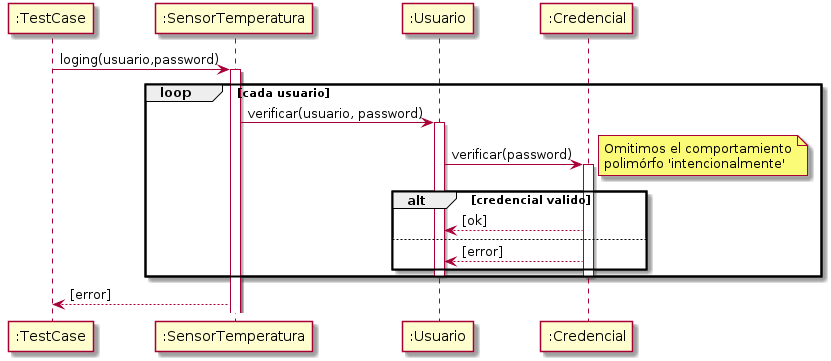 :TestCase :SensorTemperatura :Usuario :Credencial
loging(usuario,password)
loop [cada usuario]
verificar(usuario, password)
verificar(password)
Omitimos el comportamiento
polimórfo 'intencionalmente'
alt [credencial valido]
[ok]
[error]
[error]
:TestCase :SensorTemperatura :Usuario :Credencial